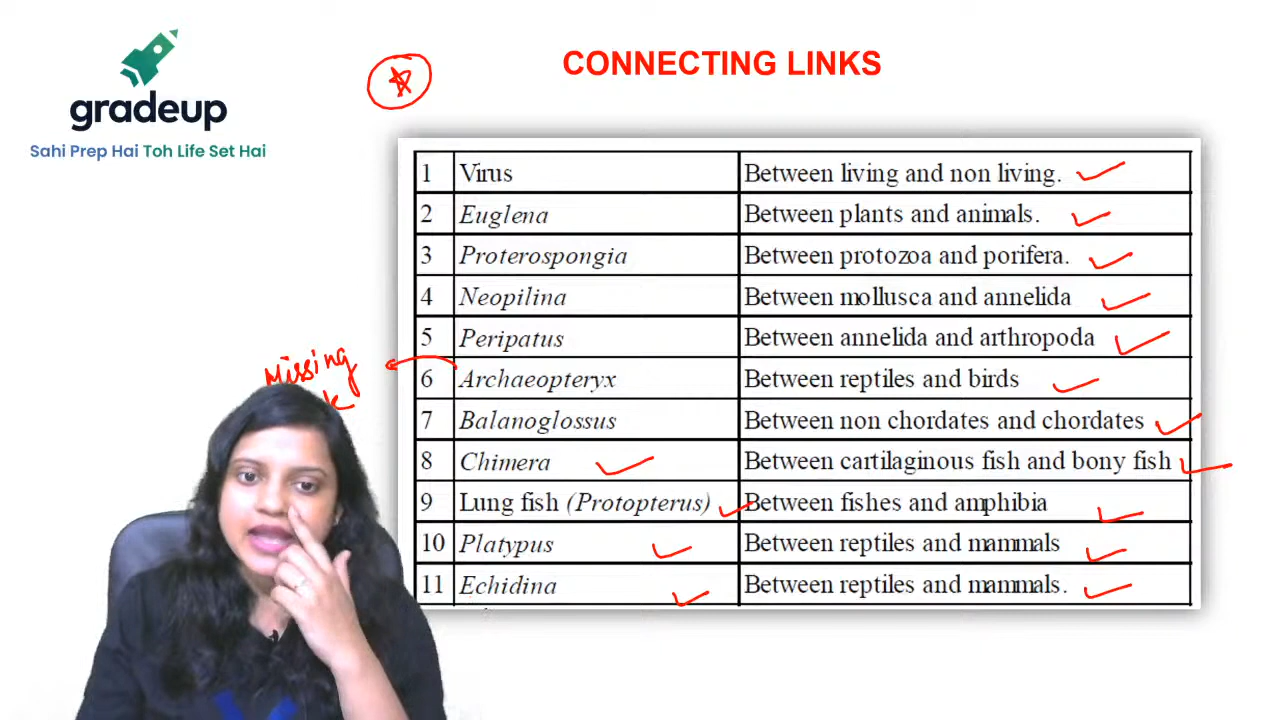 gradeup
Sahi Prep Hai Toh Life Set Hai
CONNECTING LINKS
1 Virus Between living and non living.
2 Euglena Between plants and animals.
3 Proterospongia Between protozoa and porifera.
4 Neopilina Between mollusca and annelida
5 Peripatus Between annelida and arthropoda
Missing
6 Archaeopteryx Between reptiles and birds
7 Balanoglossus Between non chordates and chordates
8 Chimera Between cartilaginous fish and bony fish
9 Lung fish (Protopterus) Between fishes and amphibia
10 Platypus Between reptiles and mammals
11 Echidina Between reptiles and mammals.